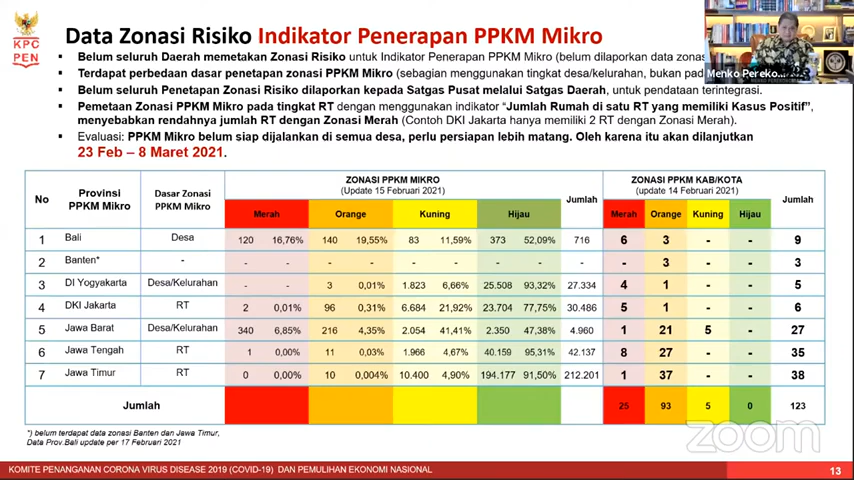 KPC
PEN
Data Zonasi Risiko Indikator Penerapan PPKM Mikro
Belum seluruh Daerah memetakan Zonasi Risiko untuk Indikator Penerapan PPKM Mikro (belum dilaporkan data zonas
Terdapat perbedaan dasar penetapan zonasi PPKM Mikro (sebagian menggunakan tingkat desa/kelurahan, bukan pad
Menko Pereko...
Belum seluruh Penetapan Zonasi Risiko dilaporkan kepada Satgas Pusat melalui Satgas Daerah, untuk pendataan terintegrasi.
Pemetaan Zonasi PPKM Mikro pada tingkat RT dengan menggunakan indikator "Jumlah Rumah di satu RT yang memiliki Kasus Positif",
menyebabkan rendahnya jumlah RT dengan Zonasi Merah (Contoh DKI Jakarta hanya memiliki 2 RT dengan Zonasi Merah).
Evaluasi: PPKM Mikro belum siap dijalankan di semua desa, perlu persiapan lebih matang. Oleh karena itu akan dilanjutkan
23 Feb – 8 Maret 2021.
No Provinsi PPKM Mikro Dasar Zonasi PPKM Mikro ZONASI PPKM MIKRO (Update 15 Februari 2021) Jumlah ZONASI PPKM KAB/KOTA (update 14 Februari 2021) Jumlah
Merah Orange Kuning Hijau Merah Orange Kuning Hijau
1 Bali Desa 120 16,76% 140 19,55% 83 11,59% 373 52,09% 716 6 3 - - 9
2 Banten* - - - - - - - - - - - 3 - - 3
3 DI Yogyakarta Desa/Kelurahan - - 3 0,01% 1.823 6,66% 25.508 93,32% 27.334 4 1 - - 5
4 DKI Jakarta RT 2 0,01% 96 0,31% 6.684 21,92% 23.704 77,75% 30.486 5 1 - - 6
5 Jawa Barat Desa/Kelurahan 340 6,85% 216 4,35% 2.054 41,41% 2.350 47,38% 4.960 1 21 5 - 27
6 Jawa Tengah RT 1 0,00% 11 0,03% 1.966 4,67% 40.159 95,31% 42.137 8 27 - - 35
7 Jawa Timur RT 0 0,00% 10 0,004% 10.400 4,90% 194.177 91,50% 212.201 1 37 - - 38
Jumlah 25 93 5 0 123
*) belum terdapat data zonasi Banten dan Jawa Timur,
Data Prov.Bali update per 17 Februari 2021
zoom
KOMITE PENANGANAN CORONA VIRUS DISEASE 2019 (COVID-19) DAN PEMULIHAN EKONOMI NASIONAL
13